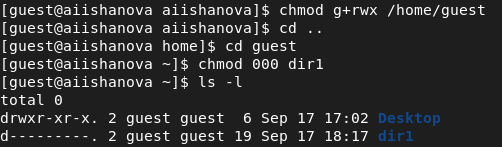 [guest@aiishanova aiishanova]$ chmod g+rwx /home/guest
[guest@aiishanova aiishanova]$ cd ..
[guest@aiishanova home]$ cd guest
[guest@aiishanova ~]$ chmod 000 dir1
[guest@aiishanova ~]$ ls -l
total 0
drwxr-xr-x. 2 guest guest  6 Sep 17 17:02 Desktop
d---------. 2 guest guest 19 Sep 17 18:17 dir1